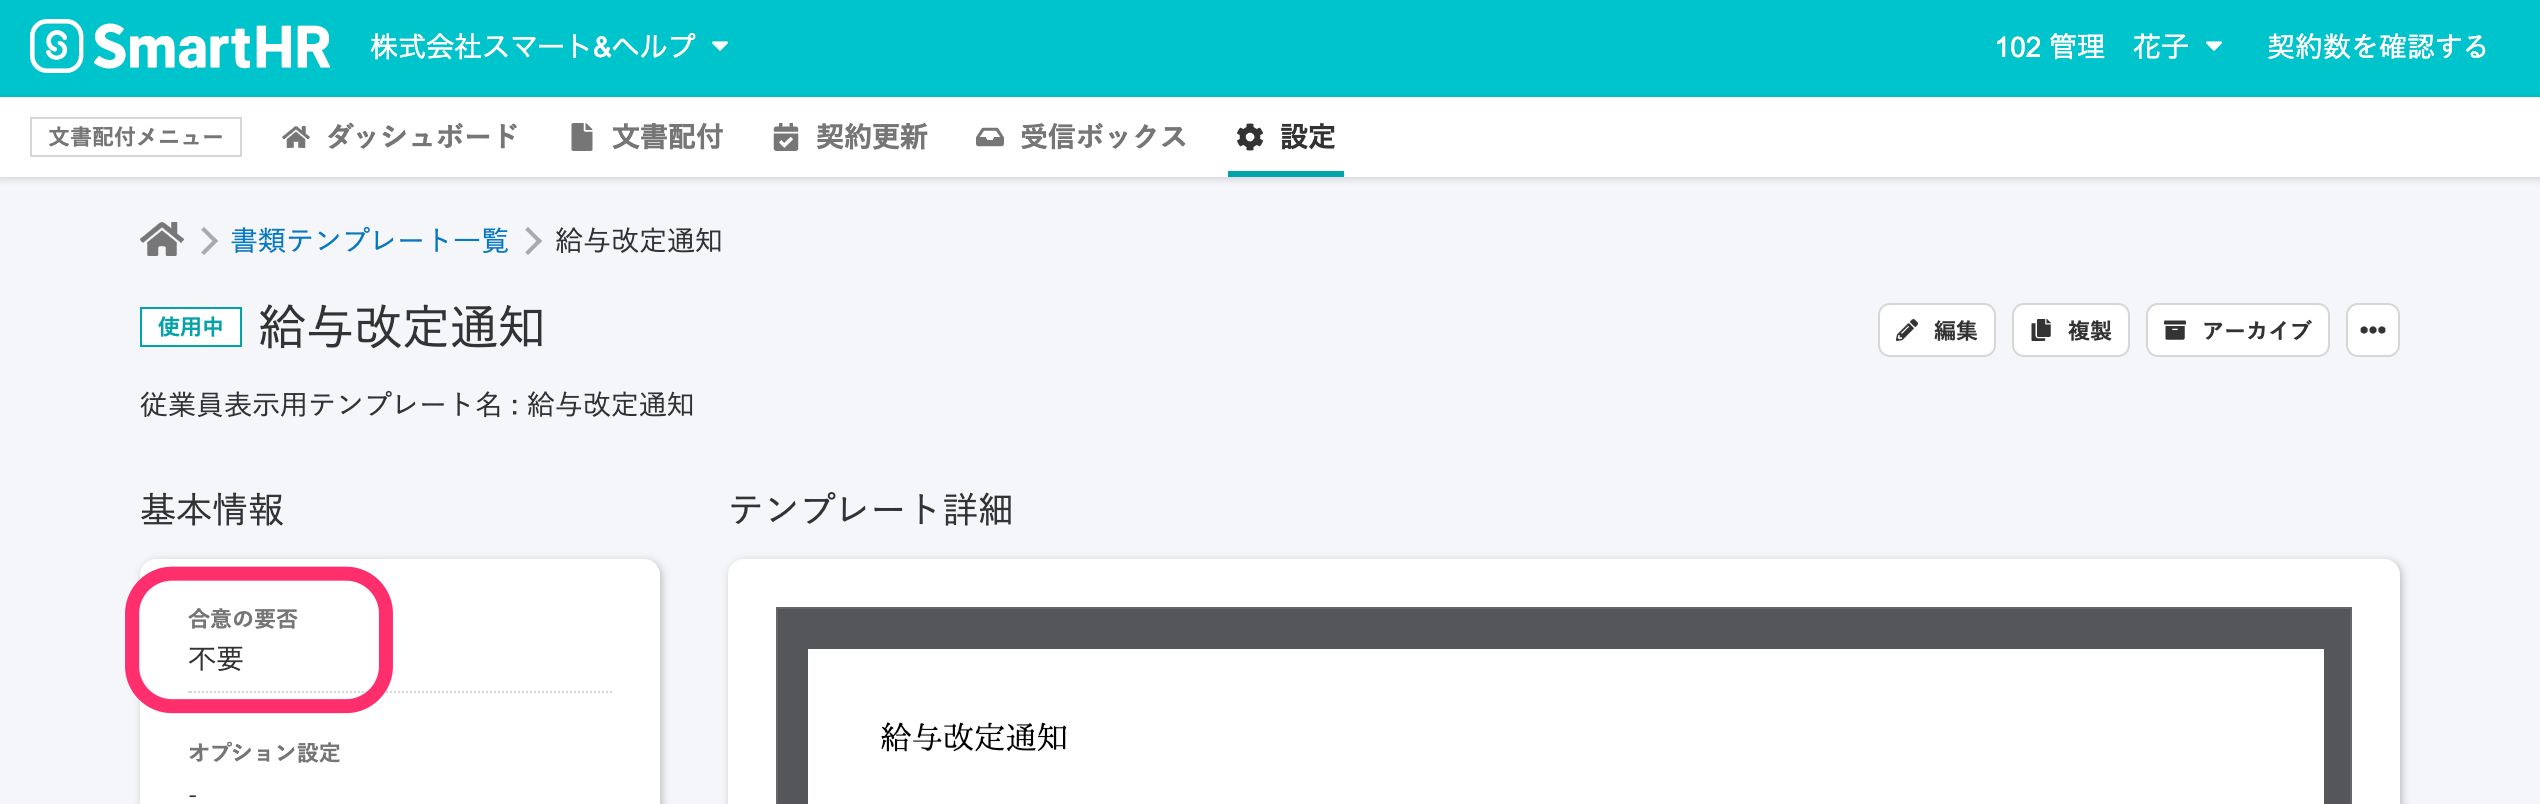 SmartHR 株式会社スマート&ヘルプ 102 管理 花子 契約数を確認する
文書配付メニュー ダッシュボード 文書配付 契約更新 受信ボックス 設定
書類テンプレート一覧 給与改定通知
使用中 給与改定通知 編集 複製 アーカイブ
従業員表示用テンプレート名 : 給与改定通知
基本情報
テンプレート詳細
合意の要否
不要
オプション設定
-
給与改定通知